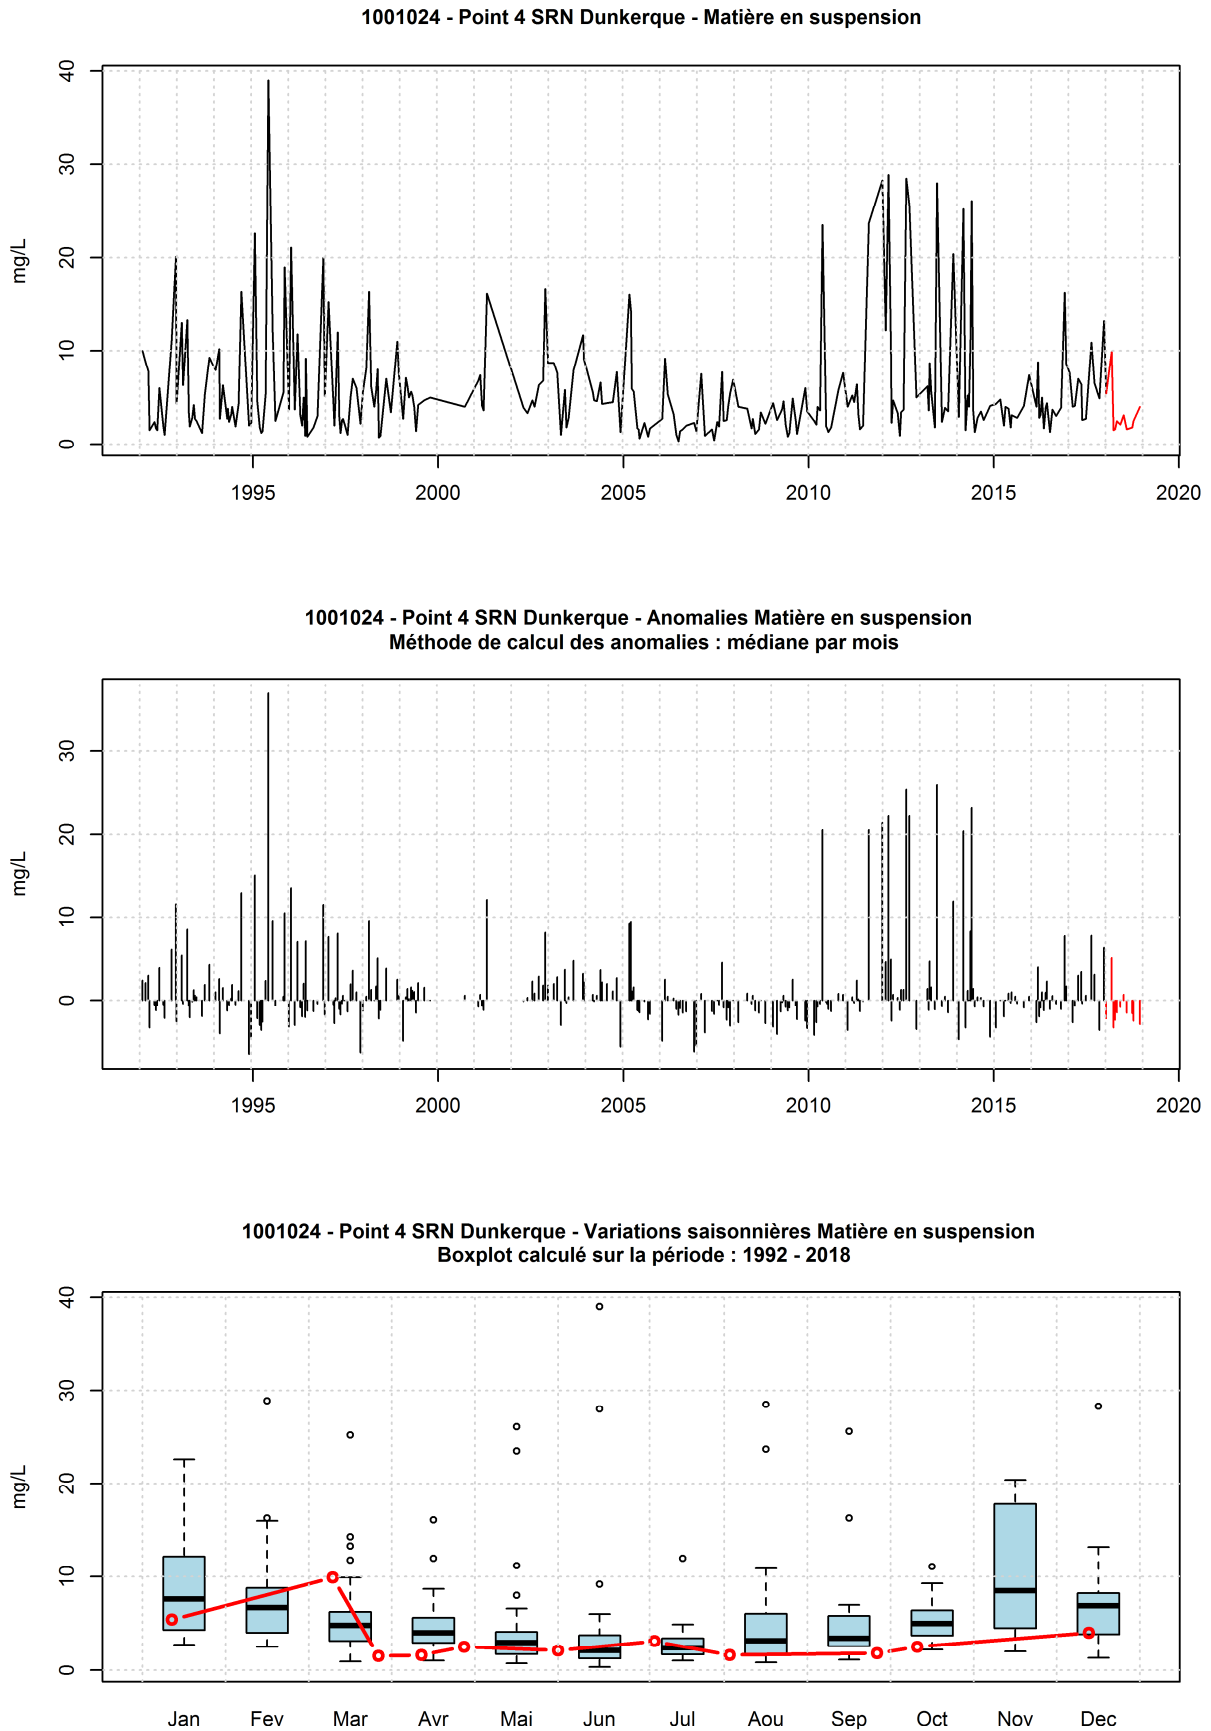 1001024 - Point 4 SRN Dunkerque - Matière en suspension
40
30
20
10
0
mg/L
1995 2000 2005 2010 2015 2020
1001024 - Point 4 SRN Dunkerque - Anomalies Matière en suspension
Méthode de calcul des anomalies : médiane par mois
30
20
10
0
mg/L
1995 2000 2005 2010 2015 2020
1001024 - Point 4 SRN Dunkerque - Variations saisonnières Matière en suspension
Boxplot calculé sur la période : 1992 - 2018
40
30
20
10
0
mg/L
Jan Fev Mar Avr Mai Jun Jul Aou Sep Oct Nov Dec